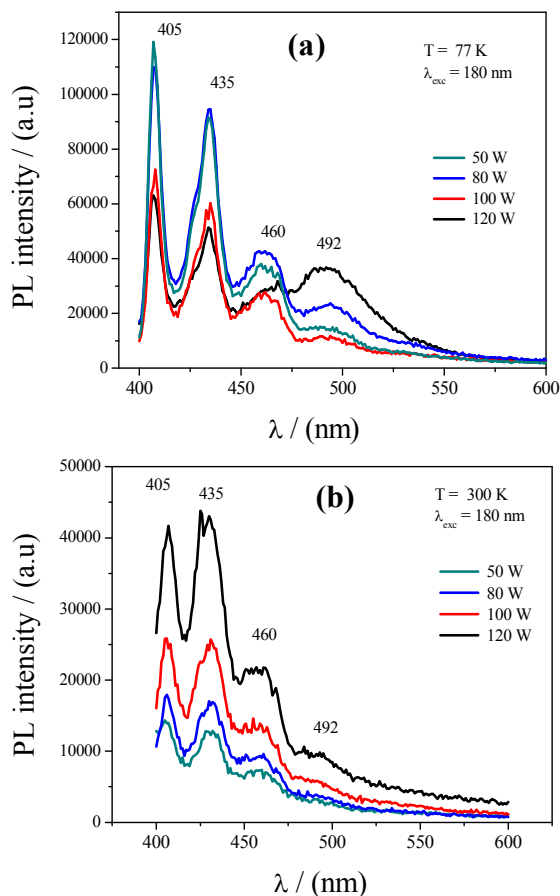 405
(a)
T = 77 K
λexc = 180 nm
435
50 W
80 W
100 W
120 W
460
492
120000
100000
80000
60000
40000
20000
0
PL intensity / (a.u)
400 450 500 550 600
λ / (nm)
405
435
(b)
T = 300 K
λexc = 180 nm
50 W
80 W
100 W
120 W
460
492
50000
40000
30000
20000
10000
0
PL intensity / (a.u)
400 450 500 550 600
λ / (nm)